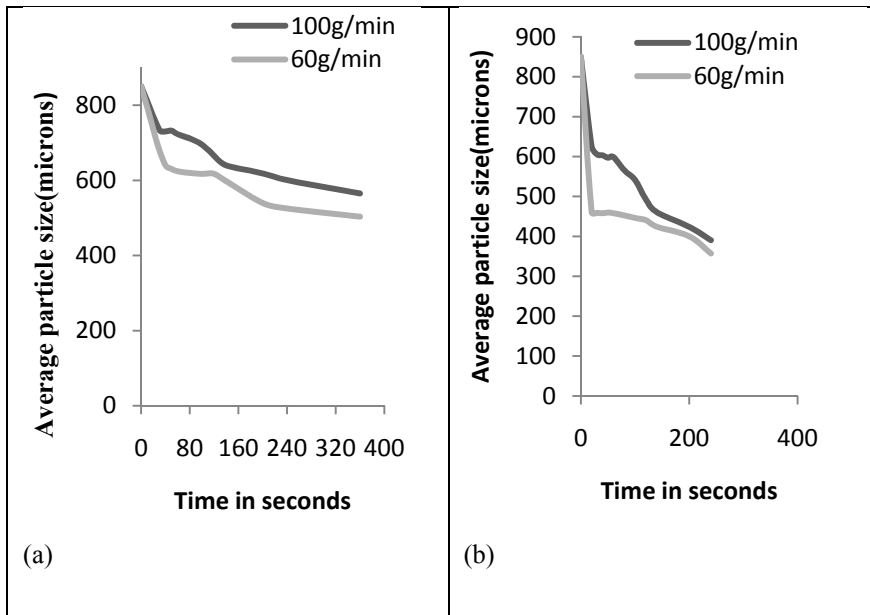 100g/min
60g/min
Average particle size(microns)
800
600
400
200
0
0 80 160 240 320 400
Time in seconds
(a)
100g/min
60g/min
Average particle size(microns)
900
800
700
600
500
400
300
200
100
0
0 200 400
Time in seconds
(b)